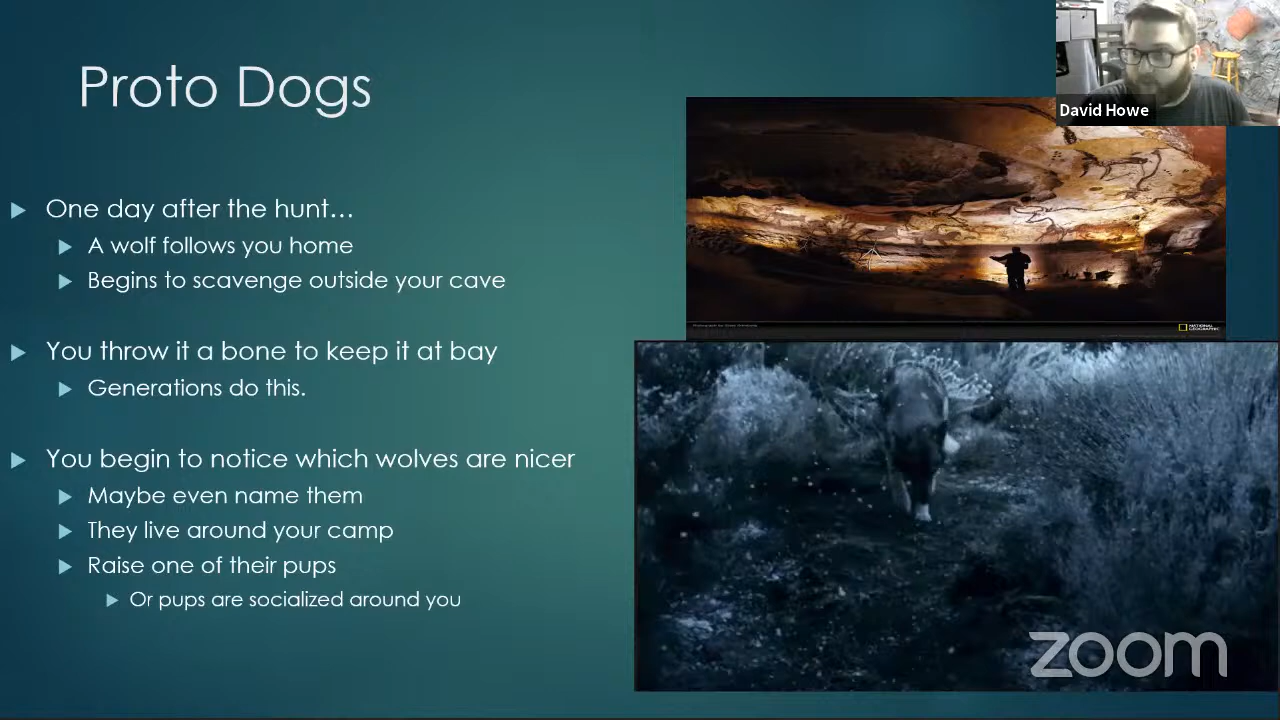 Proto Dogs
David Howe
One day after the hunt…
A wolf follows you home
Begins to scavenge outside your cave
You throw it a bone to keep it at bay
Generations do this.
You begin to notice which wolves are nicer
Maybe even name them
They live around your camp
Raise one of their pups
Or pups are socialized around you
NATIONAL
GEOGRAPHIC
zoom